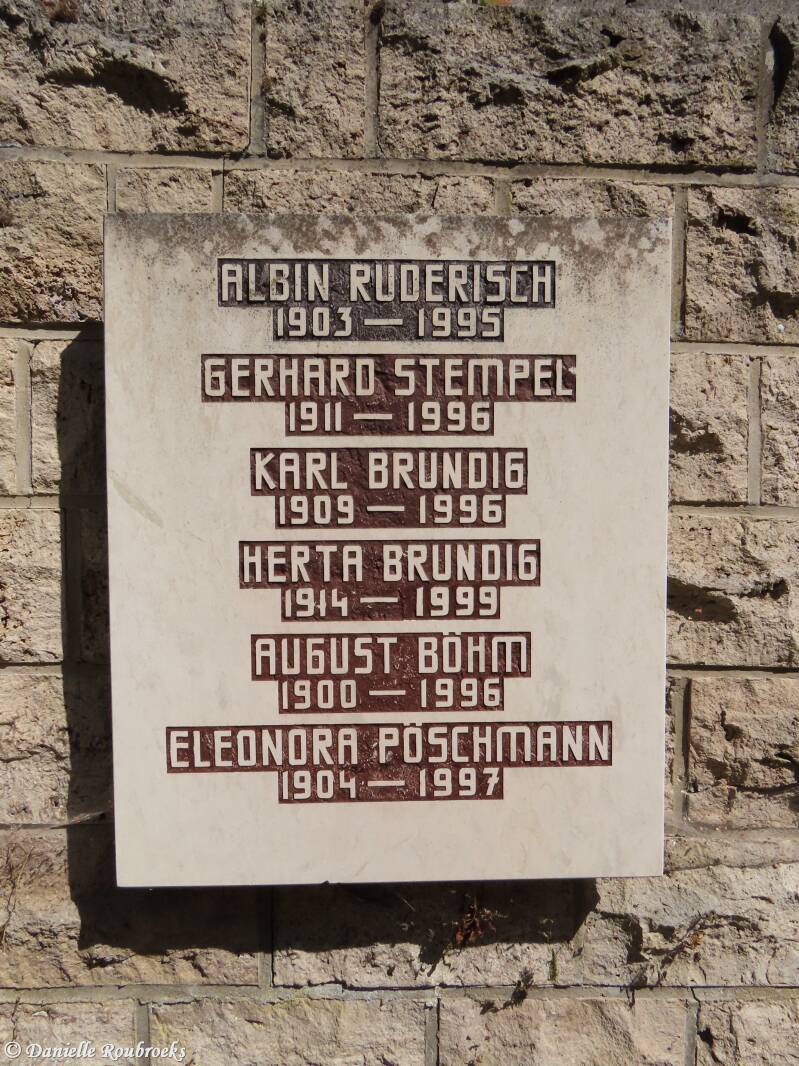 ALBIN RUDERISCH
1903 — 1995
GERHARD STEMPEL
1911 — 1996
KARL BRUNDIG
1909 — 1996
HERTA BRUNDIG
1914 — 1999
AUGUST BÖHM
1900 — 1996
ELEONORA PÖSCHMANN
1904 — 1997
© Danielle Roubroeks